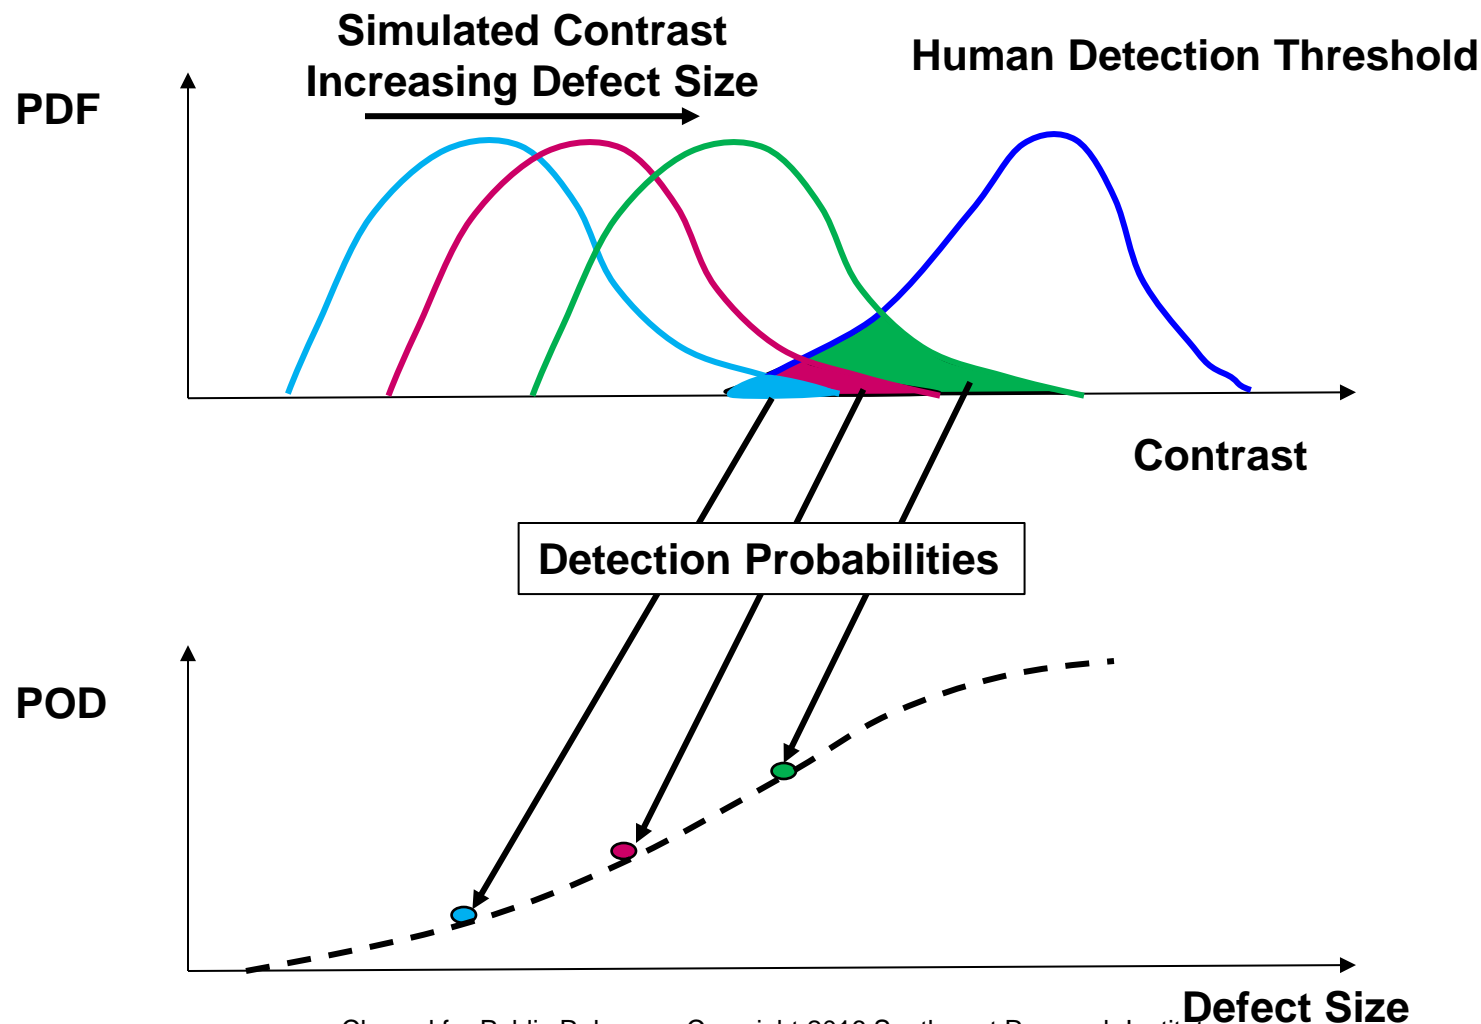 Simulated Contrast
Increasing Defect Size
Human Detection Threshold
PDF
Contrast
Detection Probabilities
POD
Defect Size